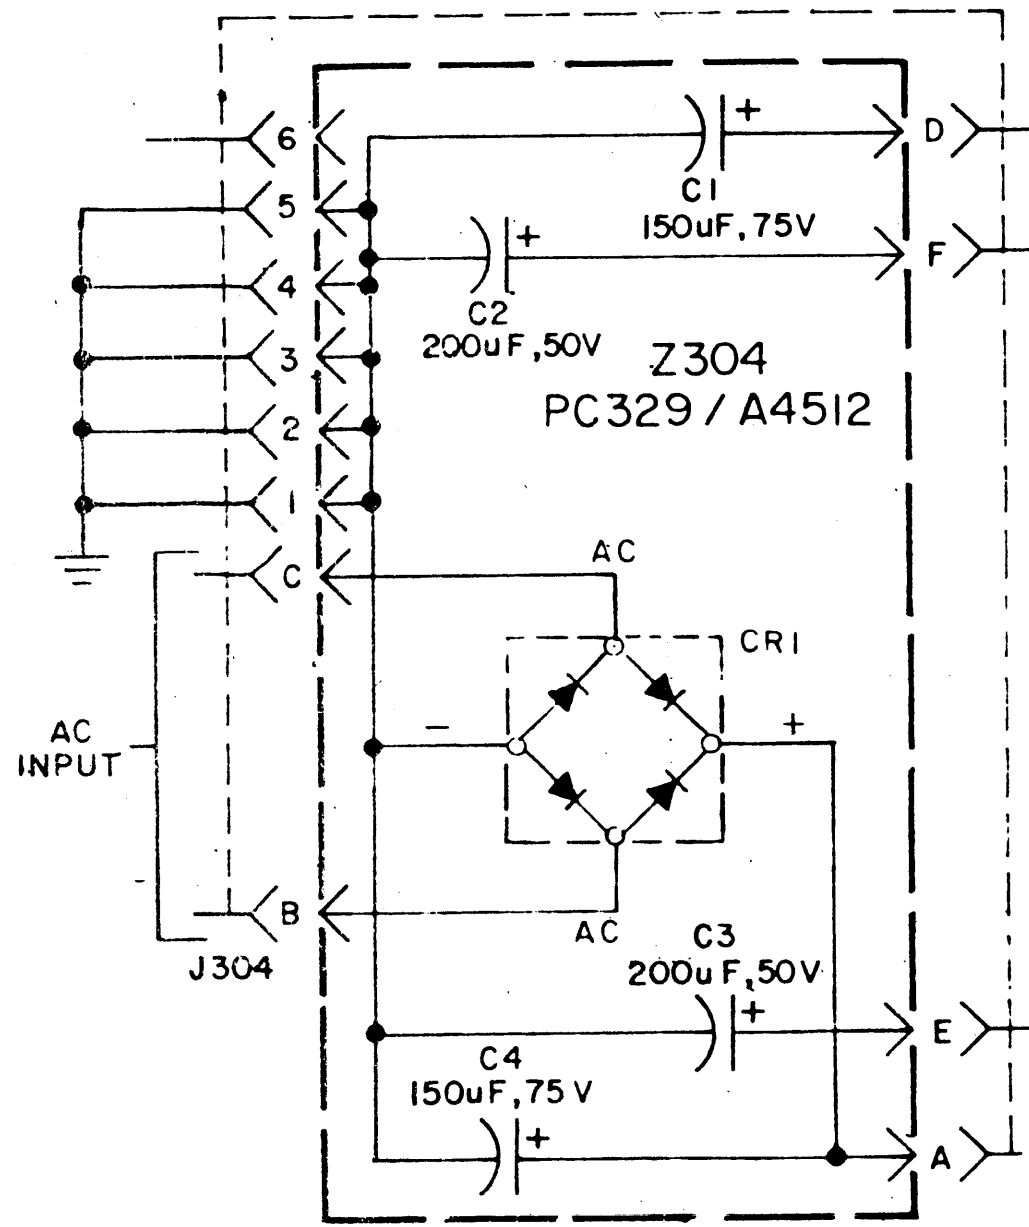 6
5
4
3
2
1
C
B
D
F
E
A
+
C1
150uF,75V
+
C2
200uF,50V
Z304
PC329 / A4512
AC
CR1
-
+
AC
INPUT
AC
J304
C3
200uF,50V
+
C4
150uF,75V
+